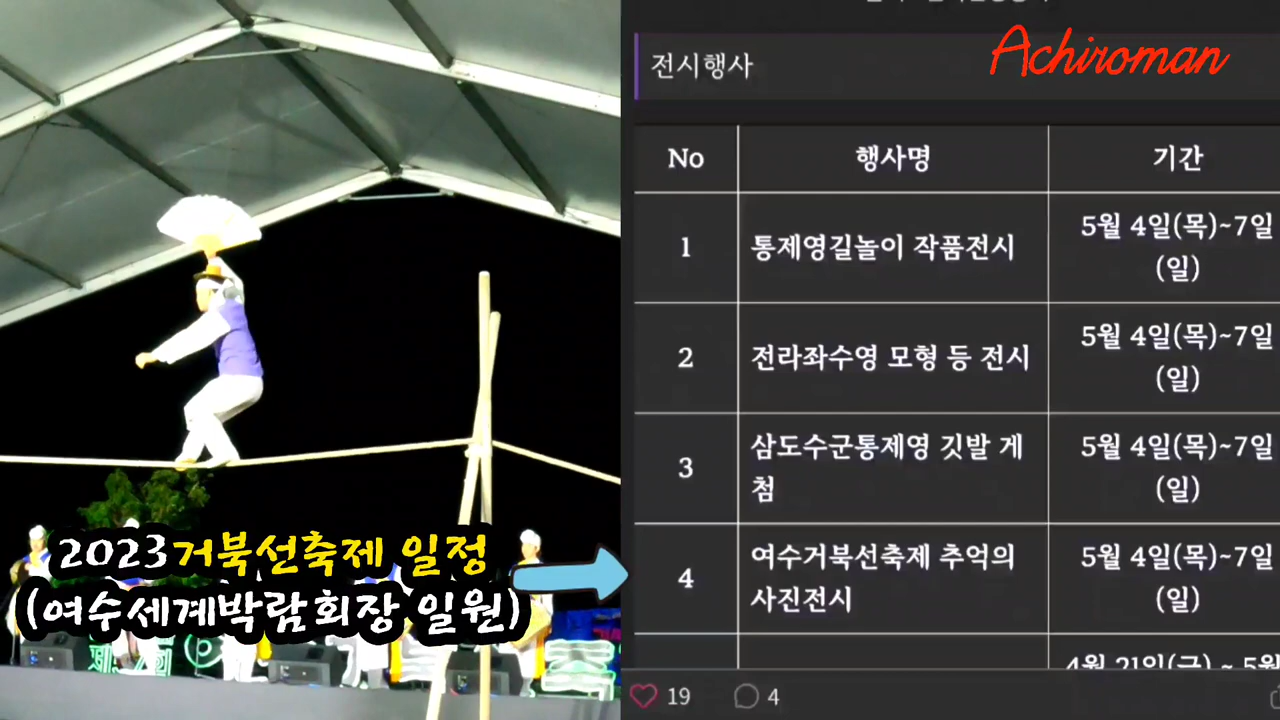 Achiroman
전시행사
No 행사명 기간
1 통제영길놀이 작품전시 5월 4일(목)~7일
(일)
2 전라좌수영 모형 등 전시 5월 4일(목)~7일
(일)
3 삼도수군통제영 깃발 게
첨 5월 4일(목)~7일
(일)
4 여수거북선축제 추억의
사진전시 5월 4일(목)~7일
(일)
4월 21일(금) ~ 5월
19 4
2023거북선축제 일정
(여수세계박람회장 일원)